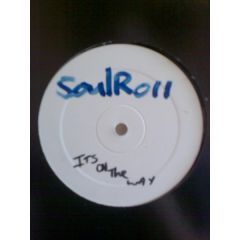 SoulRoll
ITS
ON The
WAY